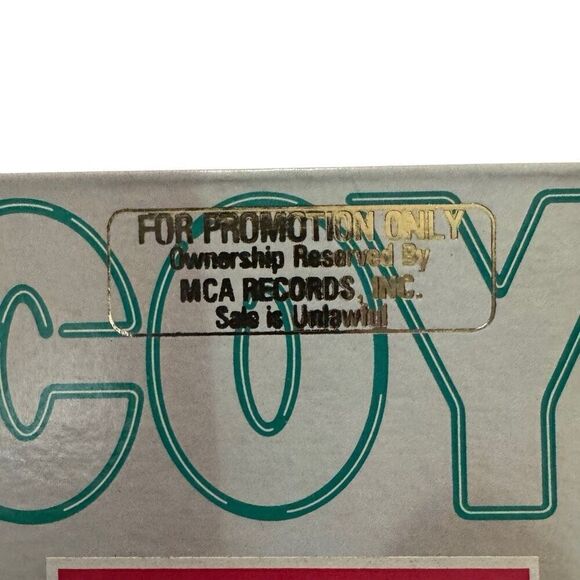 FOR PROMOTION ONLY
Ownership Reserved By
MCA RECORDS, INC.
Sale is Unlawful
COY